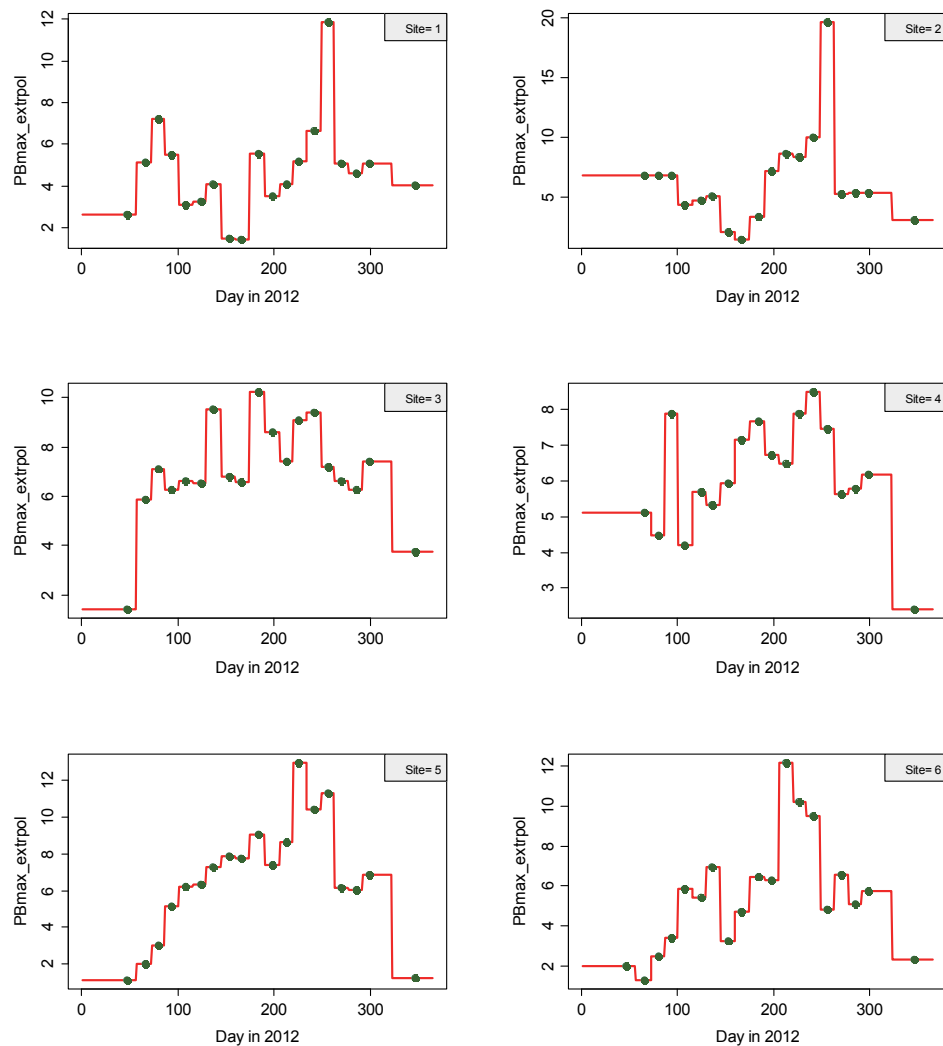 Site= 1
PBmax_extrpol
2 4 6 8 10 12
0 100 200 300
Day in 2012
Site= 2
PBmax_extrpol
5 10 15 20
0 100 200 300
Day in 2012
Site= 3
PBmax_extrpol
2 4 6 8 10
0 100 200 300
Day in 2012
Site= 4
PBmax_extrpol
3 4 5 6 7 8
0 100 200 300
Day in 2012
Site= 5
PBmax_extrpol
2 4 6 8 10 12
0 100 200 300
Day in 2012
Site= 6
PBmax_extrpol
2 4 6 8 10 12
0 100 200 300
Day in 2012